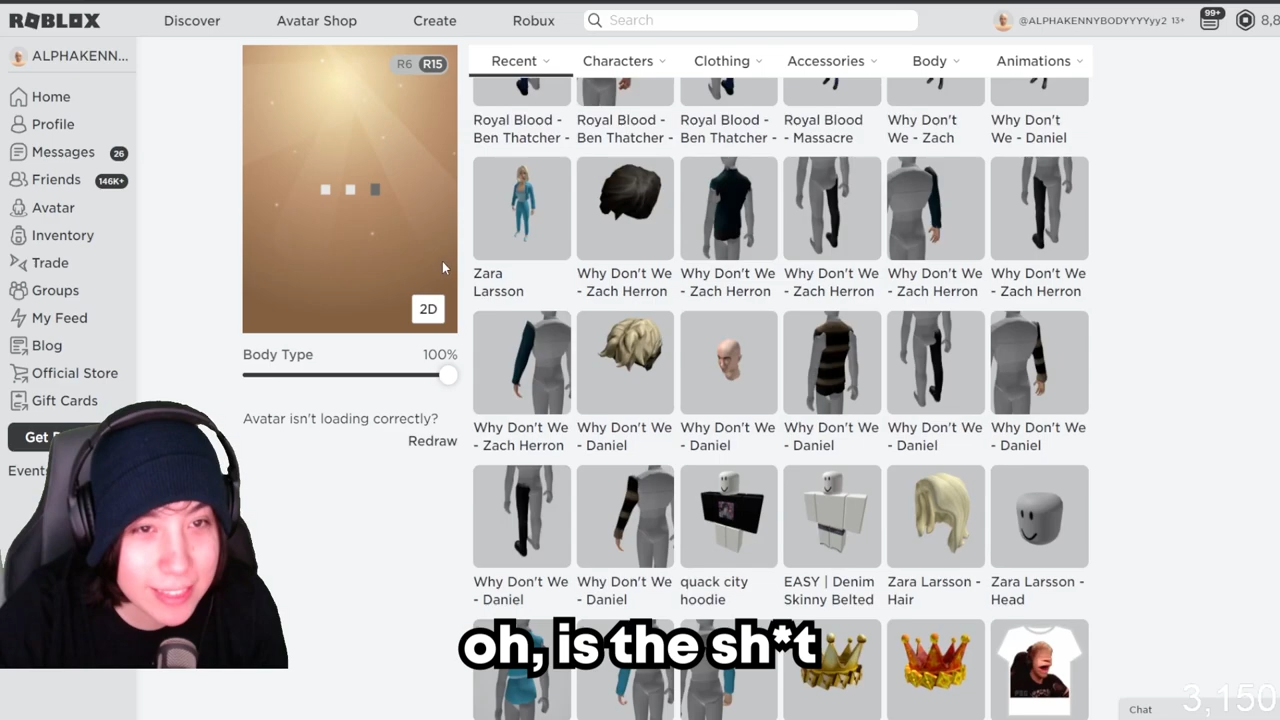 ROBLOX
Discover
Avatar Shop
Create
Robux
Search
@ALPHAKENNYBODYYYYyy2 13+
99+
8,8
ALPHAKENN...
Home
Profile
Messages 26
Friends 146K+
Avatar
Inventory
Trade
Groups
My Feed
Blog
Official Store
Gift Cards
Get
Events
R6 R15
2D
Body Type 100%
Avatar isn't loading correctly?
Redraw
Recent
Characters
Clothing
Accessories
Body
Animations
Royal Blood -
Ben Thatcher -
Royal Blood -
Ben Thatcher -
Royal Blood -
Ben Thatcher -
Royal Blood
- Massacre
Why Don't
We - Zach
Why Don't
We - Daniel
Zara
Larsson
Why Don't We
- Zach Herron
Why Don't We
- Zach Herron
Why Don't We
- Zach Herron
Why Don't We
- Zach Herron
Why Don't We
- Zach Herron
Why Don't We
- Zach Herron
Why Don't We
- Daniel
Why Don't We
- Daniel
Why Don't We
- Daniel
Why Don't We
- Daniel
Why Don't We
- Daniel
Why Don't We
- Daniel
Why Don't We
- Daniel
quack city
hoodie
EASY | Denim
Skinny Belted
Zara Larsson -
Hair
Zara Larsson -
Head
oh, is the sh*t
Chat
3,150